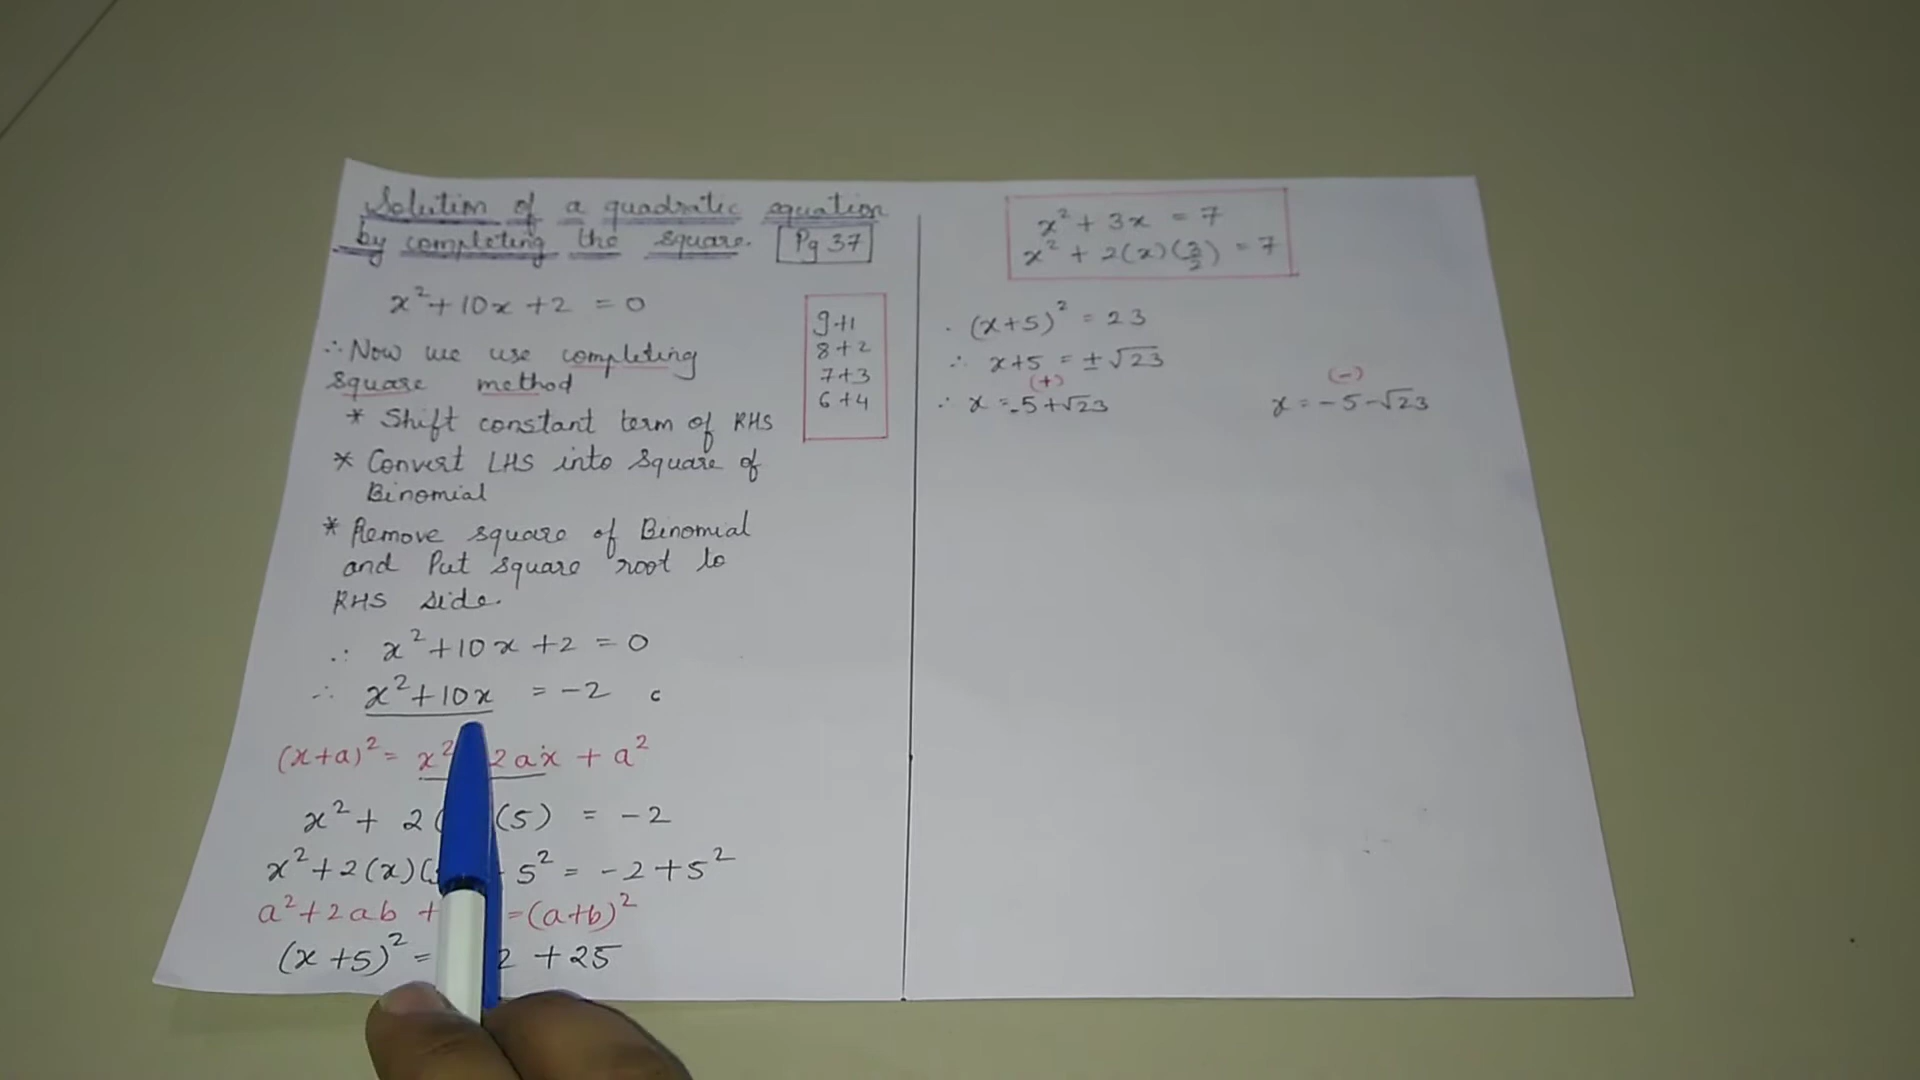 Solution of a quadratic equation
by completing the square. Pg 37
x²+10x+2 = 0
∴ Now we use completing
square method
* Shift constant term of RHS
* Convert LHS into square of
Binomial
* Remove square of Binomial
and Put square root to
RHS side.
∴ x²+10x+2 = 0
∴ x²+10x = -2 c
(x+a)² = x² 2ax + a²
x² + 2( (5) = -2
x²+2(x)( 5² = -2+5²
a²+2ab + =(a+b)²
(x+5)² = 2 +25
9+1
8+2
7+3
6+4
x²+3x = 7
x²+2(x)(3/2) = 7
(x+5)² = 23
∴ x+5 = ±√23
(+) (-)
∴ x = -5+√23 x = -5-√23